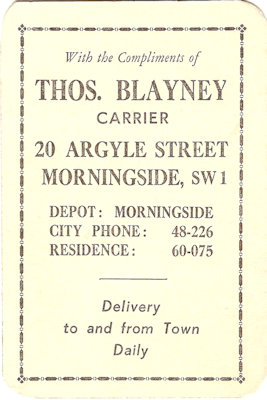 With the Compliments of
THOS. BLAYNEY
CARRIER
20 ARGYLE STREET
MORNINGSIDE, SW1
DEPOT: MORNINGSIDE
CITY PHONE: 48-226
RESIDENCE: 60-075
Delivery
to and from Town
Daily